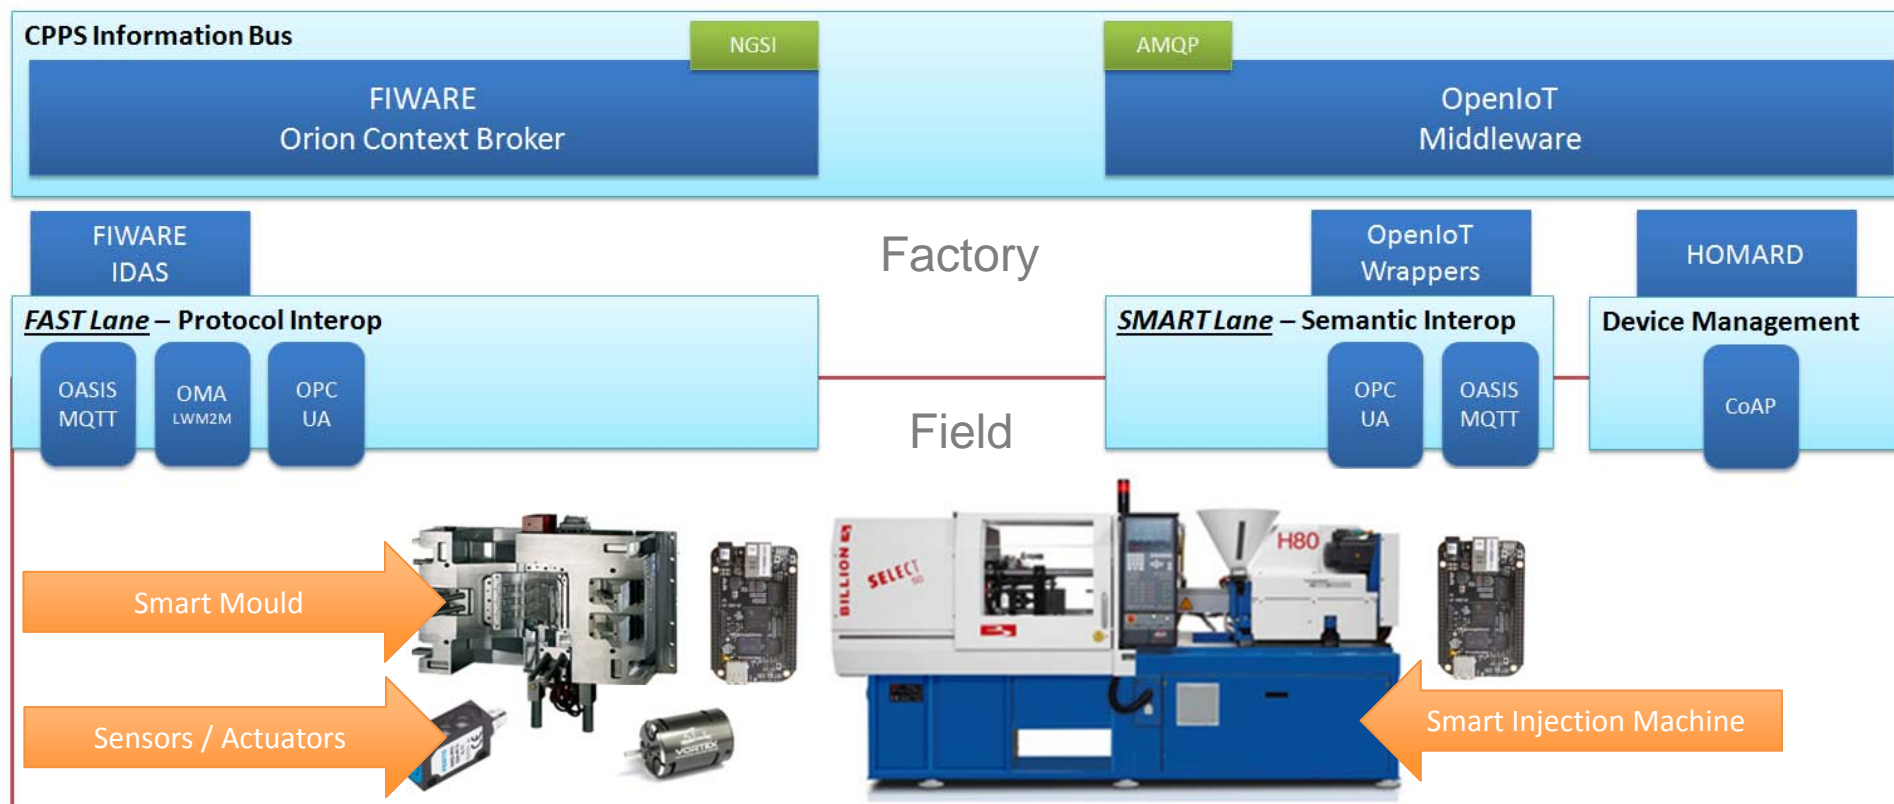 CPPS Information Bus
NGSI
AMQP
FIWARE
Orion Context Broker
OpenIoT
Middleware
FIWARE
IDAS
Factory
OpenIoT
Wrappers
HOMARD
FAST Lane – Protocol Interop
SMART Lane – Semantic Interop
Device Management
OASIS
MQTT
OMA
LWM2M
OPC
UA
OPC
UA
OASIS
MQTT
CoAP
Field
Smart Mould
BILLION
SELECT
50
H80
Sensors / Actuators
VORTEX
Smart Injection Machine